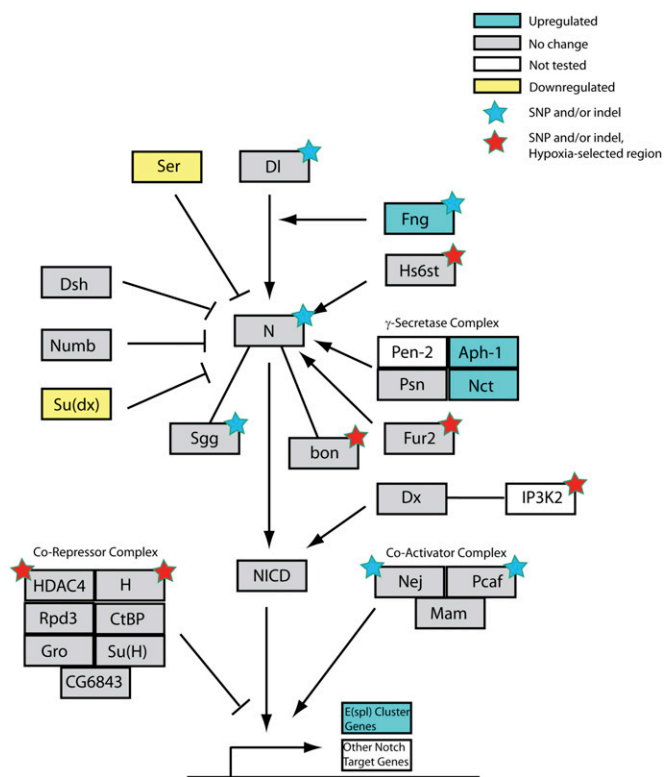 Upregulated
No change
Not tested
Downregulated
SNP and/or indel
SNP and/or indel,
Hypoxia-selected region
Ser
Dl
Fng
Hs6st
Dsh
N
γ-Secretase Complex
Numb
Pen-2
Aph-1
Psn
Nct
Su(dx)
Sgg
bon
Fur2
Dx
IP3K2
Co-Repressor Complex
Co-Activator Complex
HDAC4
H
NICD
Nej
Pcaf
Rpd3
CtBP
Mam
Gro
Su(H)
CG6843
E(spl) Cluster
Genes
Other Notch
Target Genes